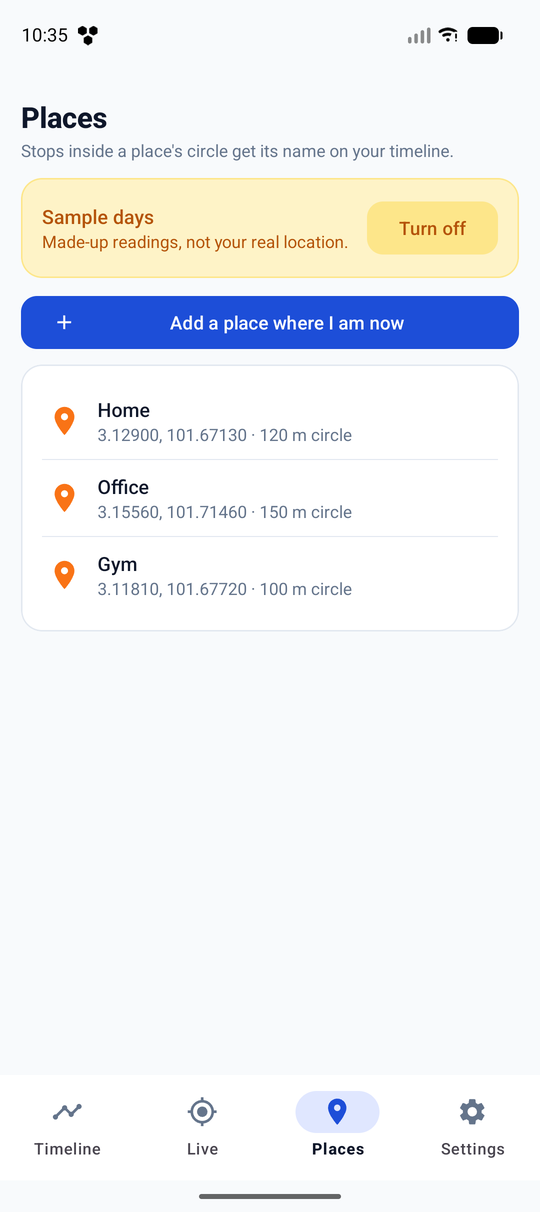 10:35
Places
Stops inside a place's circle get its name on your timeline.
Sample days
Made-up readings, not your real location.
Turn off
Add a place where I am now
Home
3.12900, 101.67130 · 120 m circle
Office
3.15560, 101.71460 · 150 m circle
Gym
3.11810, 101.67720 · 100 m circle
Timeline
Live
Places
Settings